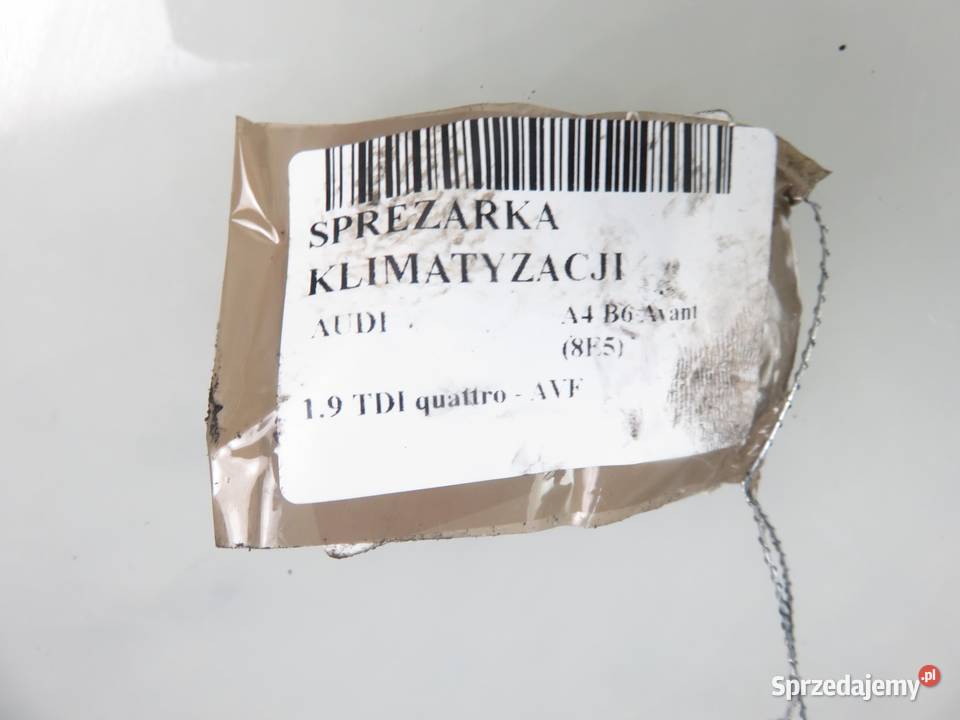 SPREZARKA
KLIMATYZACJI
AUDI A4 B6 Avant
(8E5)
1.9 TDI quattro - AVF
Sprzedajemy.pl